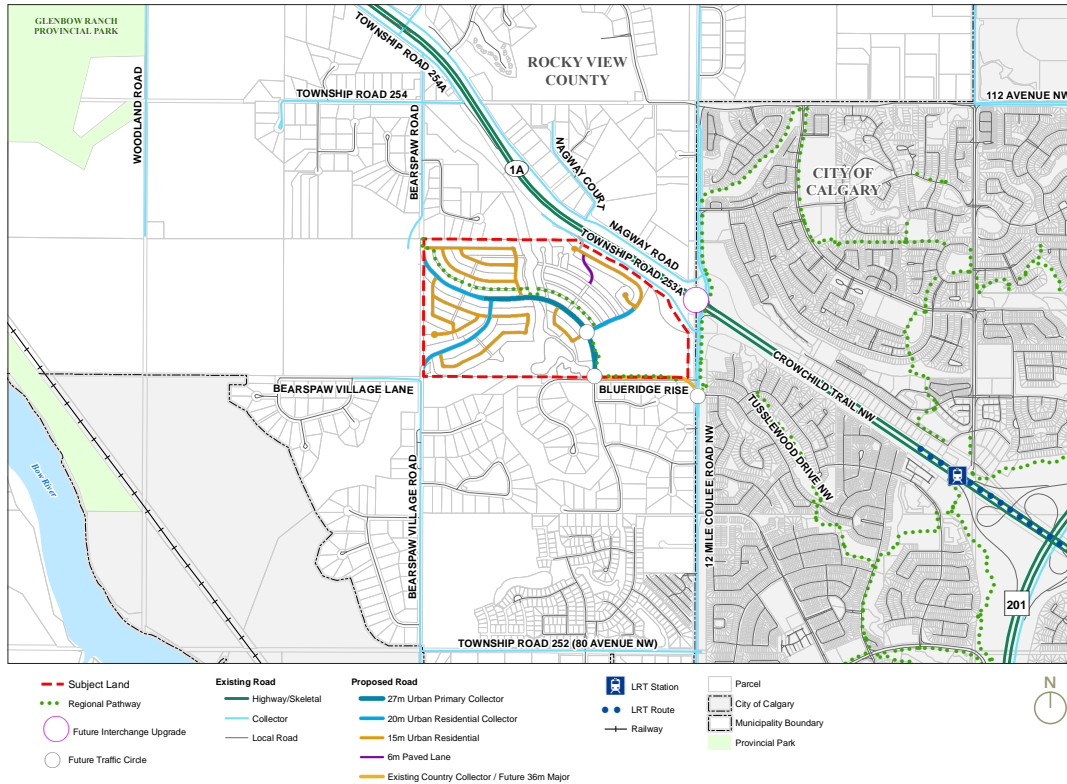 GLENBOW RANCH
PROVINCIAL PARK
WOODLAND ROAD
TOWNSHIP ROAD 254A
TOWNSHIP ROAD 254
BEARSPAW ROAD
ROCKY VIEW
COUNTY
112 AVENUE NW
1A
NAGWAY COURT
CITY OF
CALGARY
NAGWAY ROAD
TOWNSHIP ROAD 253A
CROWCHILD TRAIL NW
BEARSPAW VILLAGE LANE
BLUERIDGE RISE
TUSSLEWOOD DRIVE NW
Bow River
BEARSPAW VILLAGE ROAD
12 MILE COULEE ROAD NW
201
TOWNSHIP ROAD 252 (80 AVENUE NW)
Subject Land
Regional Pathway
Future Interchange Upgrade
Future Traffic Circle
Existing Road
Highway/Skeletal
Collector
Local Road
Proposed Road
27m Urban Primary Collector
20m Urban Residential Collector
15m Urban Residential
6m Paved Lane
Existing Country Collector / Future 36m Major
LRT Station
LRT Route
Railway
Parcel
City of Calgary
Municipality Boundary
Provincial Park
N